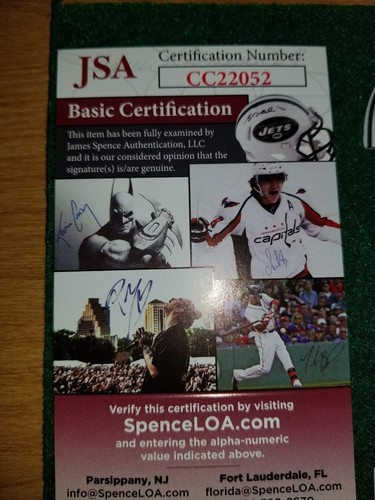 JSA
Certification Number:
CC22052
Basic Certification
This item has been fully examined by
James Spence Authentication, LLC
and it is our considered opinion that the
signature(s) is/are genuine.
JETS
capitals
Verify this certification by visiting
SpenceLOA.com
and entering the alpha-numeric
value indicated above.
Parsippany, NJ
info@SpenceLOA.com
Fort Lauderdale, FL
florida@SpenceLOA.com